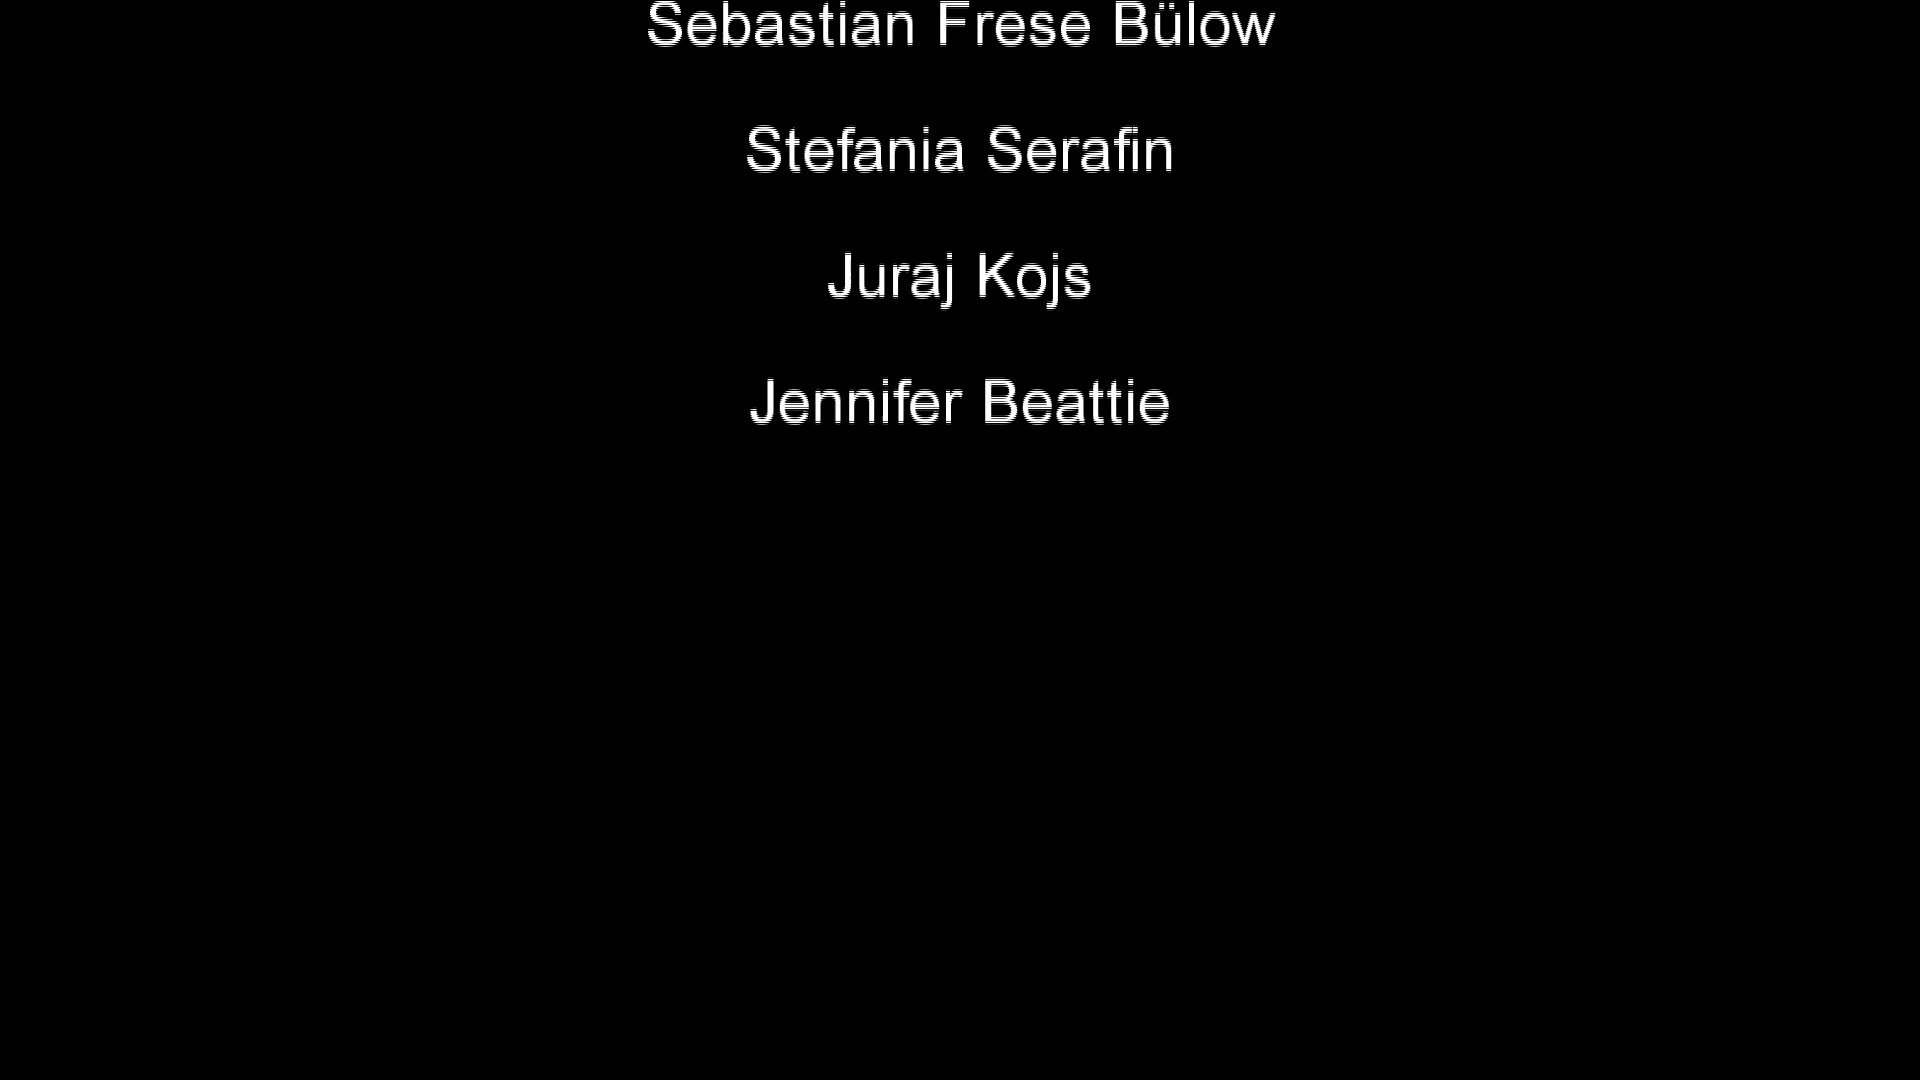 Sebastian Frese Bülow
Stefania Serafin
Juraj Kojs
Jennifer Beattie